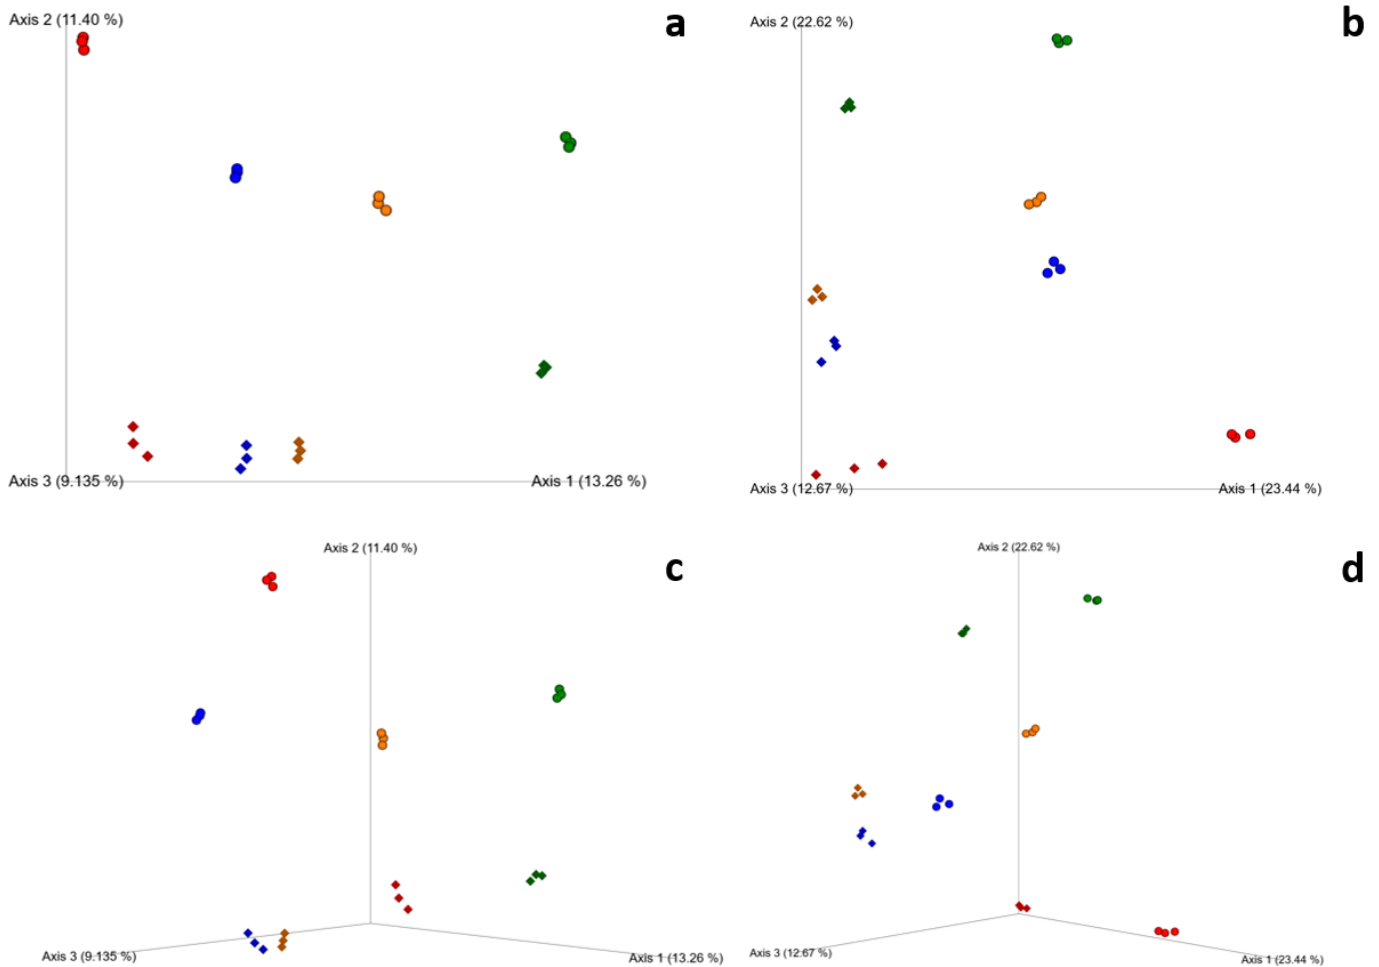 Axis 2 (11.40 %)
a
Axis 3 (9.135 %)
Axis 1 (13.26 %)
Axis 2 (22.62 %)
b
Axis 3 (12.67 %)
Axis 1 (23.44 %)
Axis 2 (11.40 %)
c
Axis 3 (9.135 %)
Axis 1 (13.26 %)
Axis 2 (22.62 %)
d
Axis 3 (12.67 %)
Axis 1 (23.44 %)